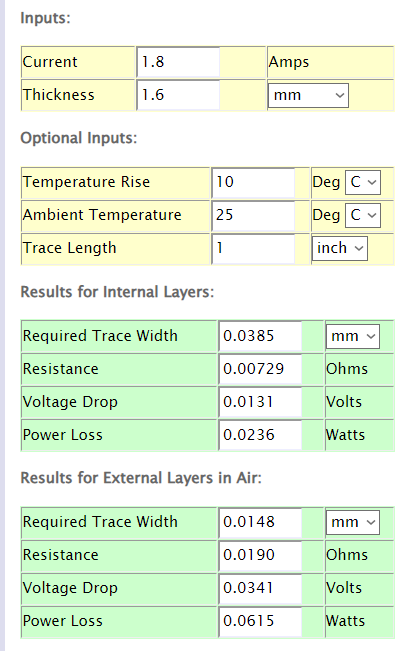 Inputs:
Current 1.8 Amps
Thickness 1.6 mm
Optional Inputs:
Temperature Rise 10 Deg C
Ambient Temperature 25 Deg C
Trace Length 1 inch
Results for Internal Layers:
Required Trace Width 0.0385 mm
Resistance 0.00729 Ohms
Voltage Drop 0.0131 Volts
Power Loss 0.0236 Watts
Results for External Layers in Air:
Required Trace Width 0.0148 mm
Resistance 0.0190 Ohms
Voltage Drop 0.0341 Volts
Power Loss 0.0615 Watts